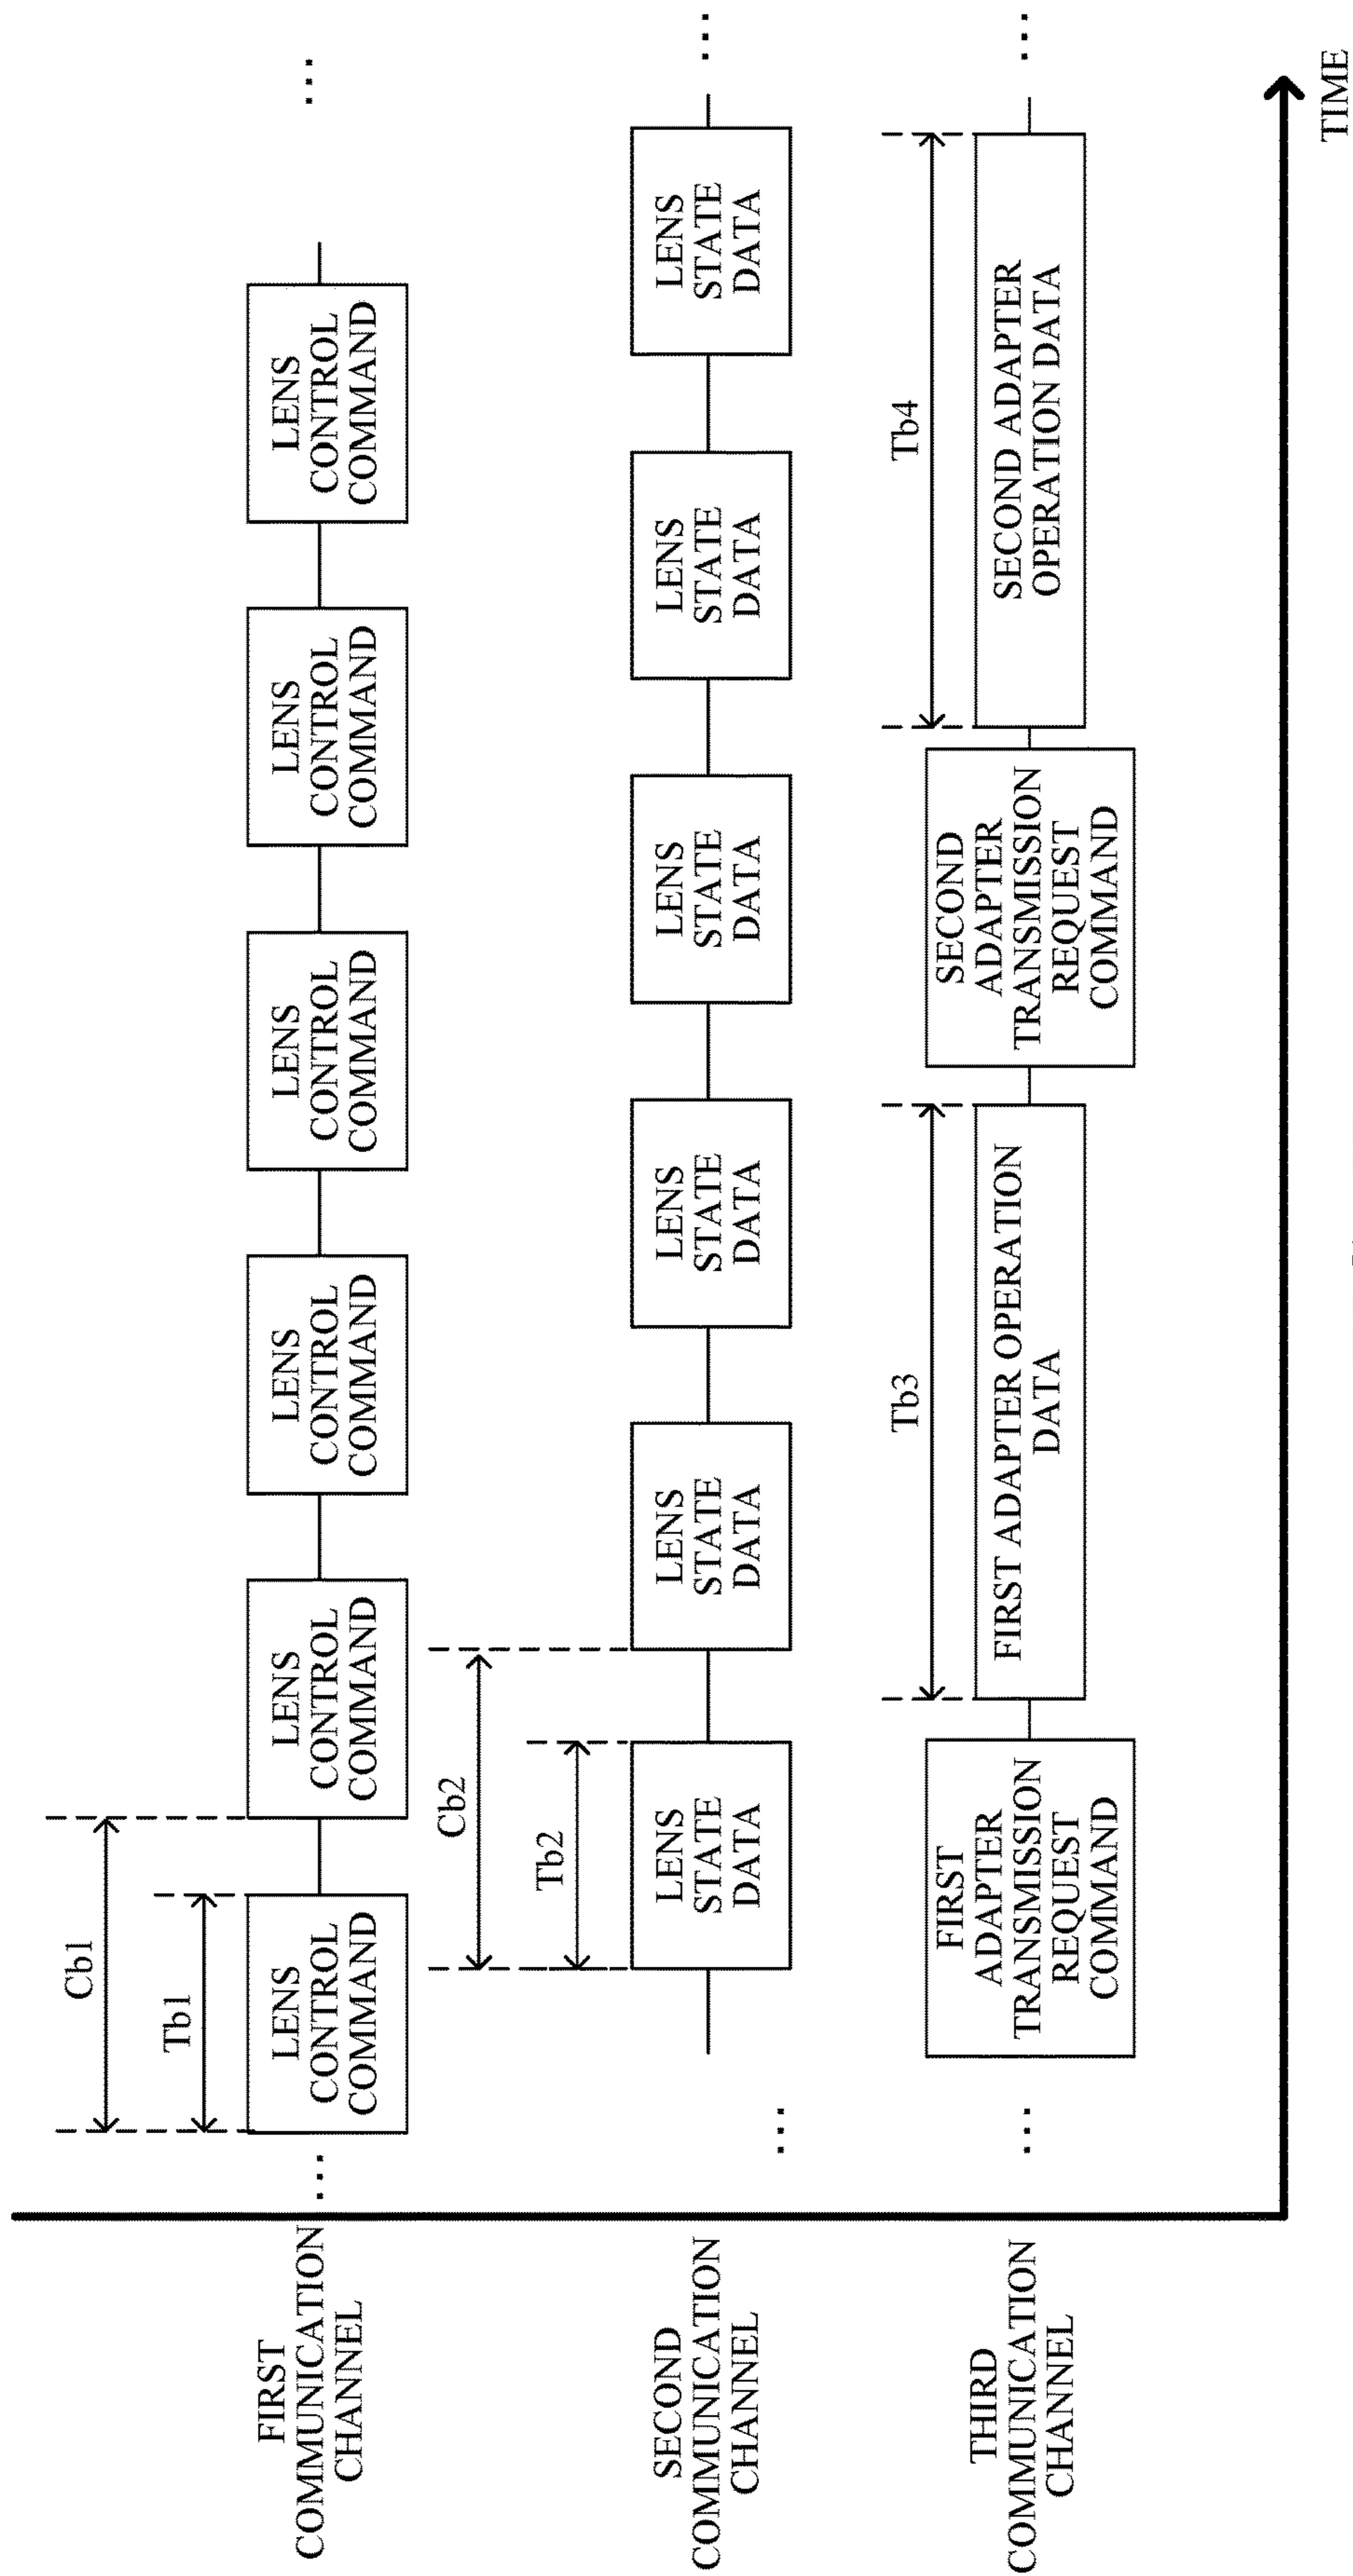 FIRST
COMMUNICATION
CHANNEL
...
Cb1
Tb1
LENS
CONTROL
COMMAND
LENS
CONTROL
COMMAND
LENS
CONTROL
COMMAND
LENS
CONTROL
COMMAND
LENS
CONTROL
COMMAND
LENS
CONTROL
COMMAND
...
SECOND
COMMUNICATION
CHANNEL
...
Cb2
Tb2
LENS
STATE
DATA
LENS
STATE
DATA
LENS
STATE
DATA
LENS
STATE
DATA
LENS
STATE
DATA
LENS
STATE
DATA
...
THIRD
COMMUNICATION
CHANNEL
...
FIRST
ADAPTER
TRANSMISSION
REQUEST
COMMAND
Tb3
FIRST ADAPTER OPERATION
DATA
SECOND
ADAPTER
TRANSMISSION
REQUEST
COMMAND
Tb4
SECOND ADAPTER
OPERATION DATA
...
TIME